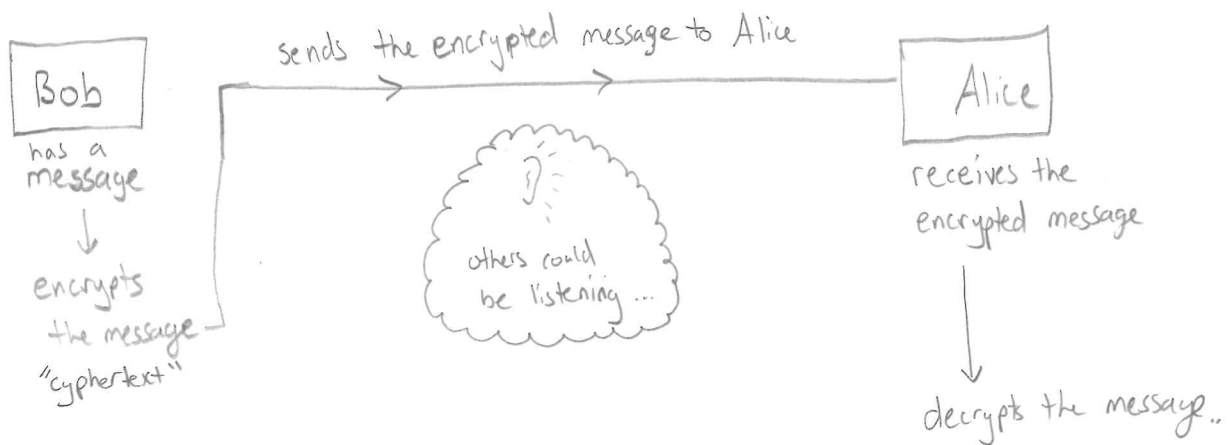 sends the encrypted message to Alice
Bob
has a
message
encrypts
the message
"cyphertext"
others could
be listening ...
Alice
receives the
encrypted message
decrypts the message..